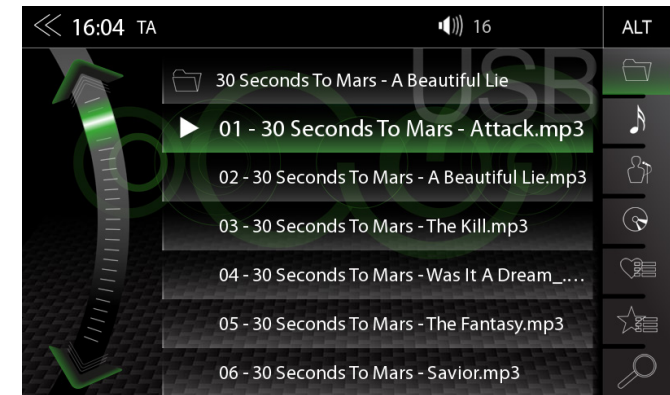 16:04 TA 16 ALT
USB
30 Seconds To Mars - A Beautiful Lie
01 - 30 Seconds To Mars - Attack.mp3
02 - 30 Seconds To Mars - A Beautiful Lie.mp3
03 - 30 Seconds To Mars - The Kill.mp3
04 - 30 Seconds To Mars - Was It A Dream_....
05 - 30 Seconds To Mars - The Fantasy.mp3
06 - 30 Seconds To Mars - Savior.mp3